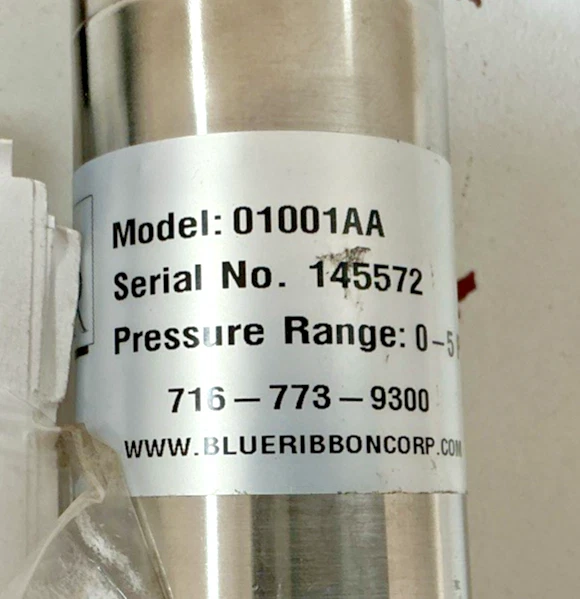 Model: 01001AA
Serial No. 145572
Pressure Range: 0-5
716-773-9300
WWW.BLUERIBBONCORP.COM